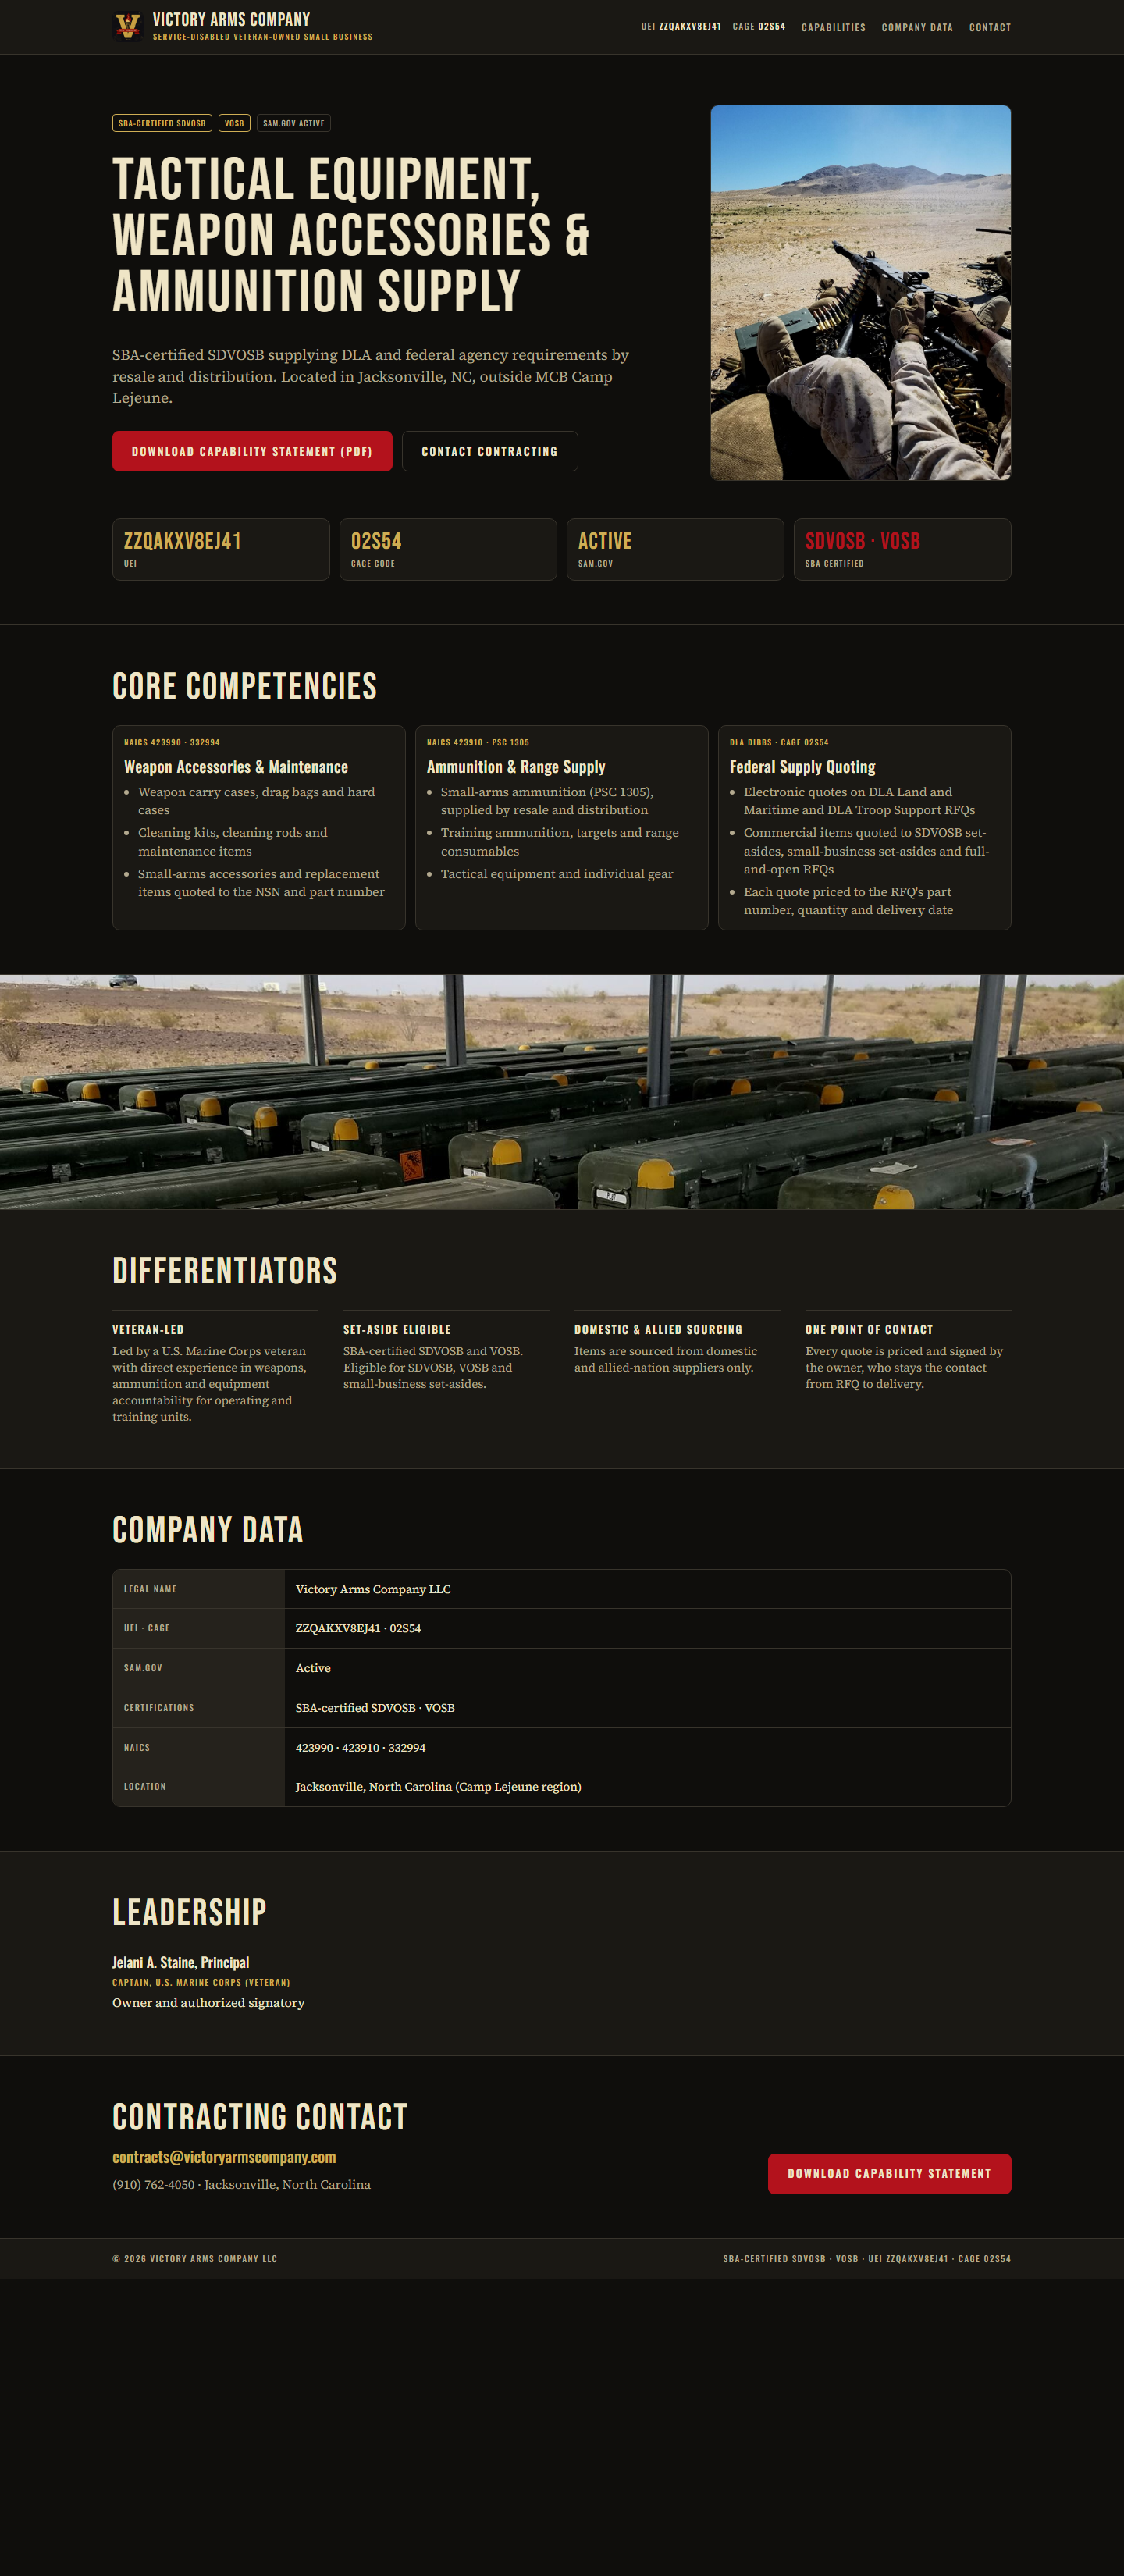 VICTORY ARMS COMPANY
SERVICE-DISABLED VETERAN-OWNED SMALL BUSINESS
UEI ZZQAKXV8EJ41 CAGE 02S54 CAPABILITIES COMPANY DATA CONTACT
SBA-CERTIFIED SDVOSB VOSB SAM.GOV ACTIVE
TACTICAL EQUIPMENT,
WEAPON ACCESSORIES &
AMMUNITION SUPPLY
SBA-certified SDVOSB supplying DLA and federal agency requirements by
resale and distribution. Located in Jacksonville, NC, outside MCB Camp
Lejeune.
DOWNLOAD CAPABILITY STATEMENT (PDF) CONTACT CONTRACTING
ZZQAKXV8EJ41
UEI
02S54
CAGE CODE
ACTIVE
SAM.GOV
SDVOSB · VOSB
SBA CERTIFIED
CORE COMPETENCIES
NAICS 423990 · 332994
Weapon Accessories & Maintenance
• Weapon carry cases, drag bags and hard
cases
• Cleaning kits, cleaning rods and
maintenance items
• Small-arms accessories and replacement
items quoted to the NSN and part number
NAICS 423910 · PSC 1305
Ammunition & Range Supply
• Small-arms ammunition (PSC 1305),
supplied by resale and distribution
• Training ammunition, targets and range
consumables
• Tactical equipment and individual gear
DLA DIBBS · CAGE 02S54
Federal Supply Quoting
• Electronic quotes on DLA Land and
Maritime and DLA Troop Support RFQs
• Commercial items quoted to SDVOSB set-
asides, small-business set-asides and full-
and-open RFQs
• Each quote priced to the RFQ's part
number, quantity and delivery date
DIFFERENTIATORS
VETERAN-LED
Led by a U.S. Marine Corps veteran
with direct experience in weapons,
ammunition and equipment
accountability for operating and
training units.
SET-ASIDE ELIGIBLE
SBA-certified SDVOSB and VOSB.
Eligible for SDVOSB, VOSB and
small-business set-asides.
DOMESTIC & ALLIED SOURCING
Items are sourced from domestic
and allied-nation suppliers only.
ONE POINT OF CONTACT
Every quote is priced and signed by
the owner, who stays the contact
from RFQ to delivery.
COMPANY DATA
LEGAL NAME Victory Arms Company LLC
UEI · CAGE ZZQAKXV8EJ41 · 02S54
SAM.GOV Active
CERTIFICATIONS SBA-certified SDVOSB · VOSB
NAICS 423990 · 423910 · 332994
LOCATION Jacksonville, North Carolina (Camp Lejeune region)
LEADERSHIP
Jelani A. Staine, Principal
CAPTAIN, U.S. MARINE CORPS (VETERAN)
Owner and authorized signatory
CONTRACTING CONTACT
contracts@victoryarmscompany.com
(910) 762-4050 · Jacksonville, North Carolina
DOWNLOAD CAPABILITY STATEMENT
© 2026 VICTORY ARMS COMPANY LLC
SBA-CERTIFIED SDVOSB · VOSB · UEI ZZQAKXV8EJ41 · CAGE 02S54